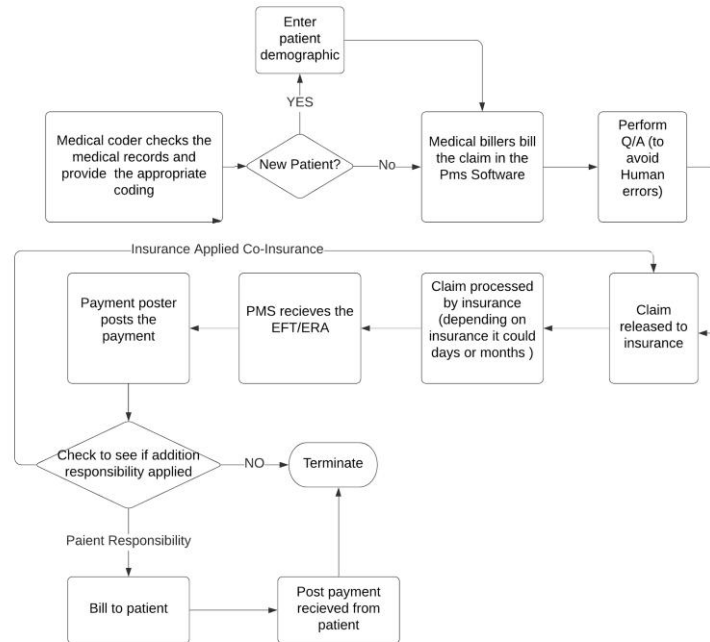 Enter
patient
demographic
YES
Medical coder checks the
medical records and
provide the appropriate
coding
New Patient?
No
Medical billers bill
the claim in the
Pms Software
Perform
Q/A (to
avoid
Human
errors)
Insurance Applied Co-Insurance
Payment poster
posts the
payment
PMS recieves the
EFT/ERA
Claim processed
by insurance
(depending on
insurance it could
days or months )
Claim
released to
insurance
Check to see if addition
responsibility applied
NO
Terminate
Paient Responsibility
Bill to patient
Post payment
recieved from
patient